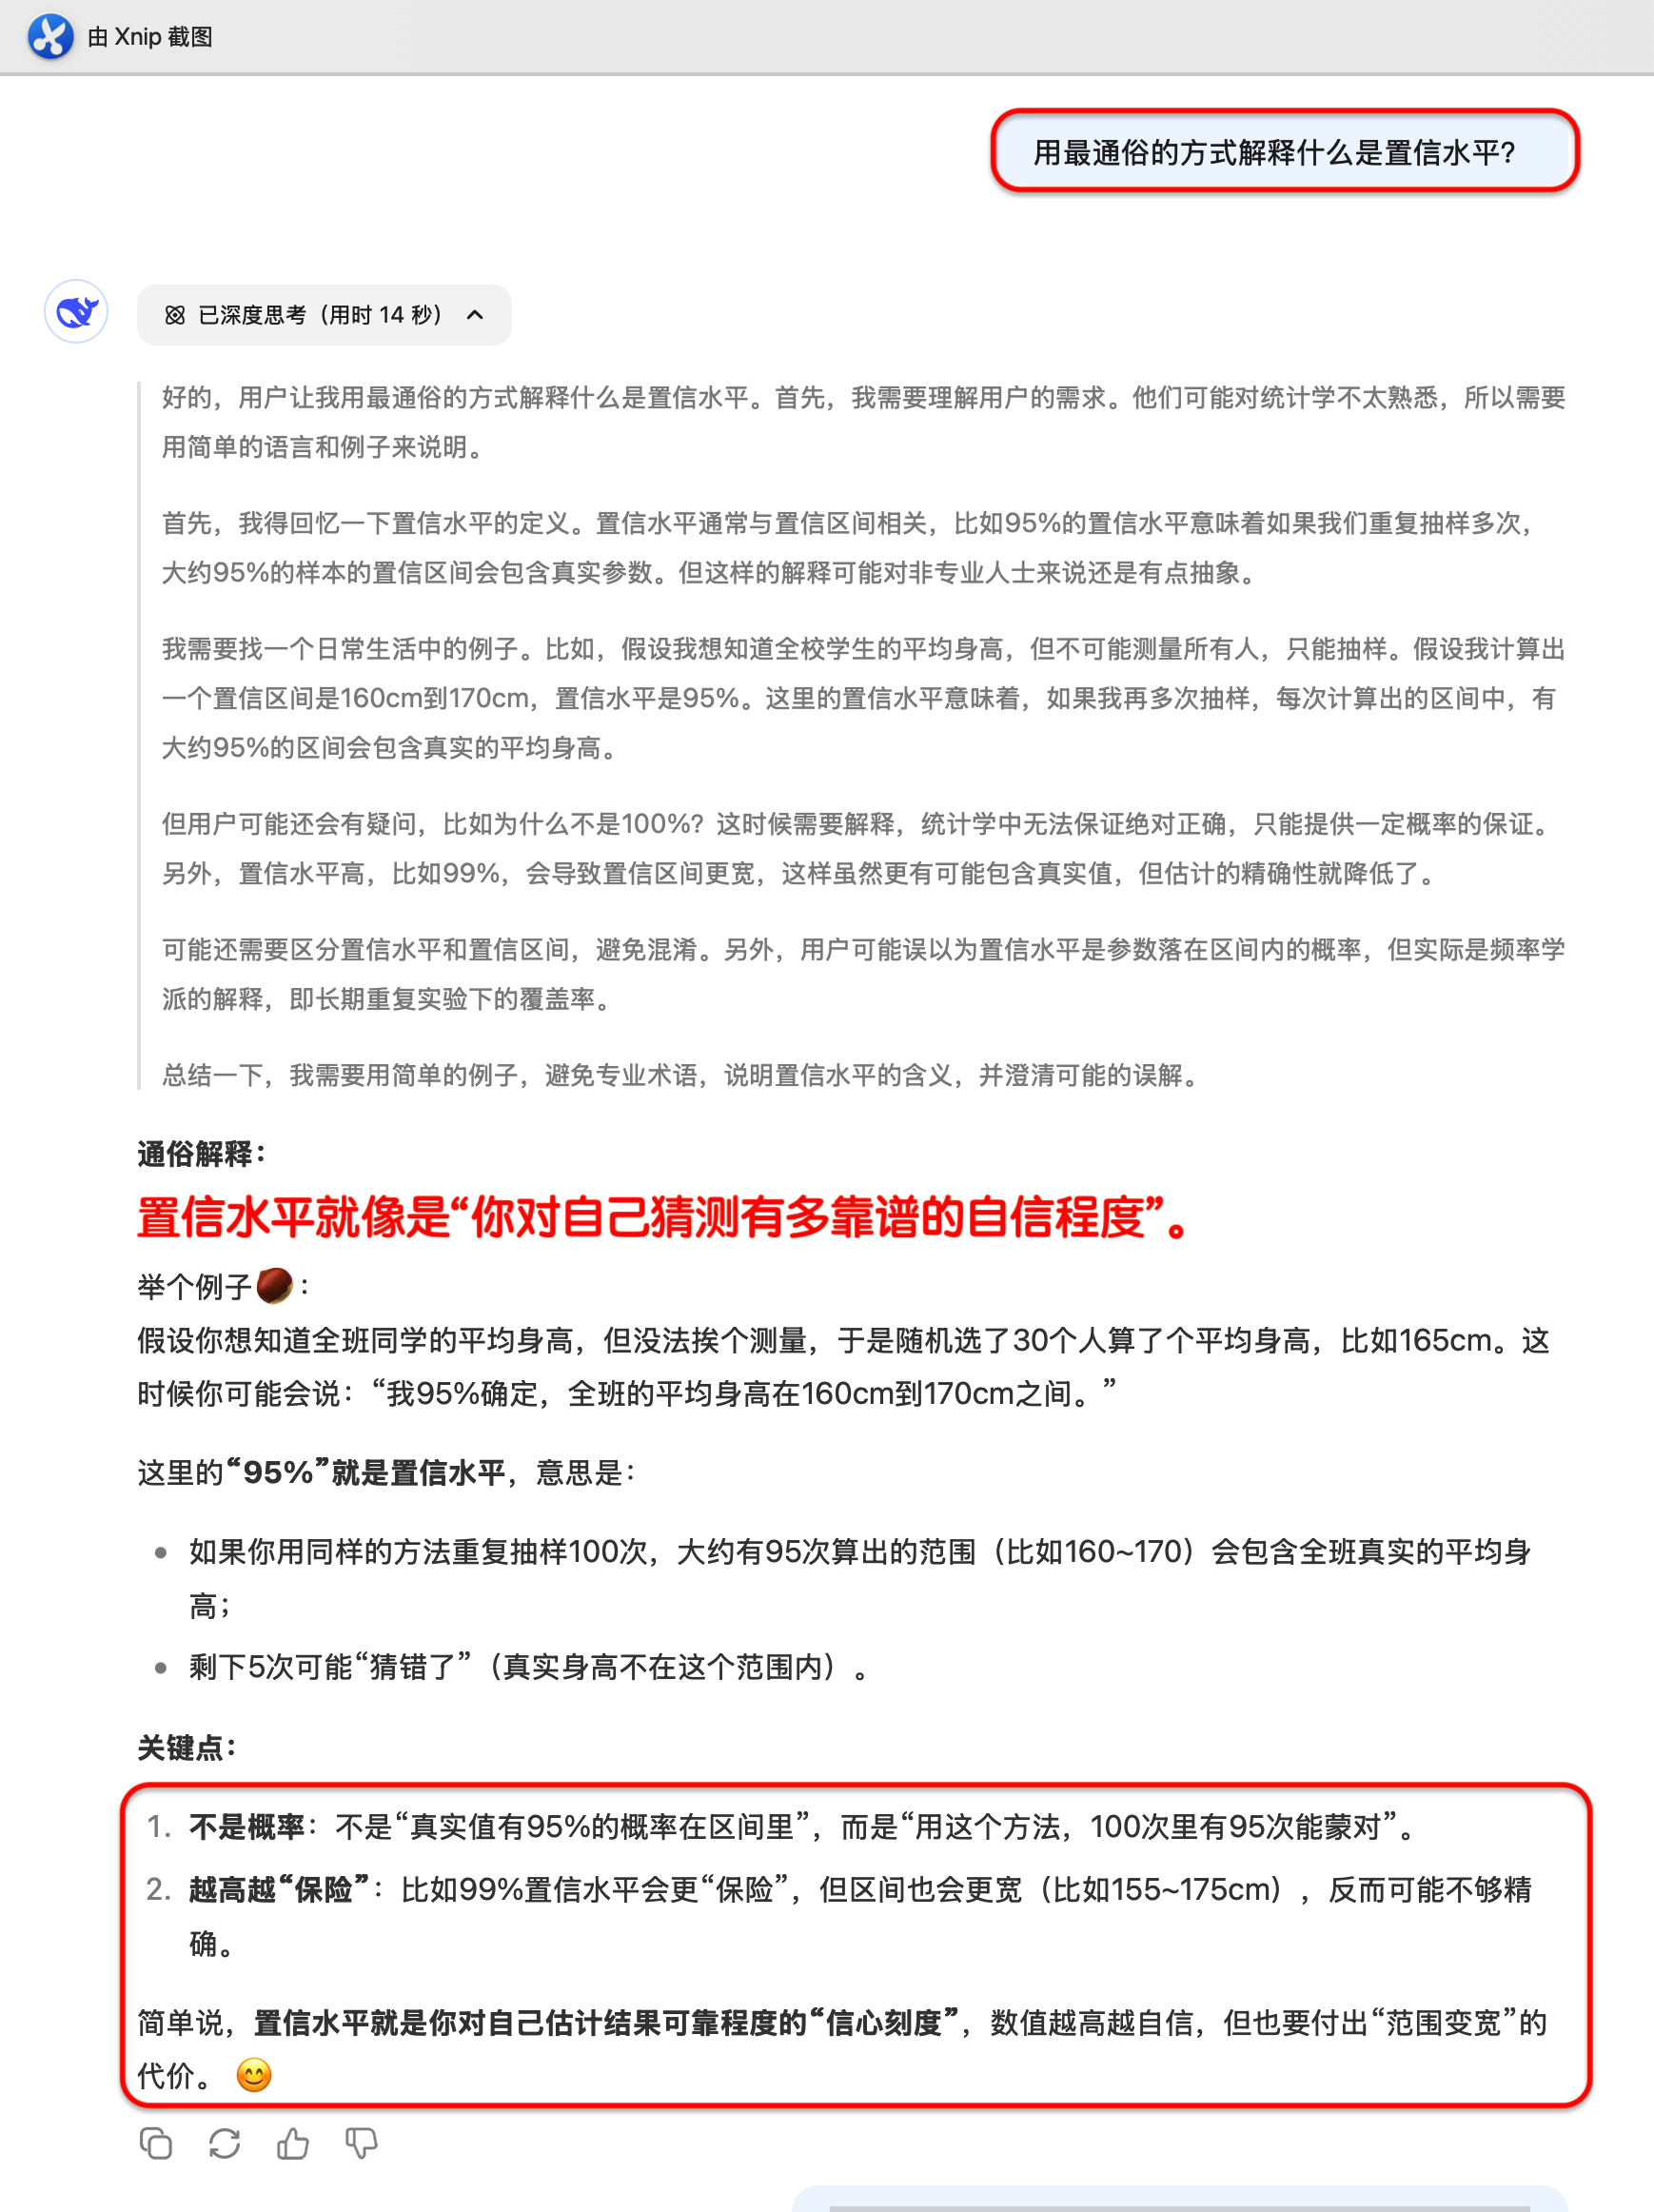 由 Xnip 截图
用最通俗的方式解释什么是置信水平?
已深度思考（用时 14 秒）
好的，用户让我用最通俗的方式解释什么是置信水平。首先，我需要理解用户的需求。他们可能对统计学不太熟悉，所以需要
用简单的语言和例子来说明。
首先，我得回忆一下置信水平的定义。置信水平通常与置信区间相关，比如95%的置信水平意味着如果我们重复抽样多次，
大约95%的样本的置信区间会包含真实参数。但这样的解释可能对非专业人士来说还是有点抽象。
我需要找一个日常生活中的例子。比如，假设我想知道全校学生的平均身高，但不可能测量所有人，只能抽样。假设我计算出
一个置信区间是160cm到170cm，置信水平是95%。这里的置信水平意味着，如果我再多次抽样，每次计算出的区间中，有
大约95%的区间会包含真实的平均身高。
但用户可能还会有疑问，比如为什么不是100%？这时候需要解释，统计学中无法保证绝对正确，只能提供一定概率的保证。
另外，置信水平高，比如99%，会导致置信区间更宽，这样虽然更有可能包含真实值，但估计的精确性就降低了。
可能还需要区分置信水平和置信区间，避免混淆。另外，用户可能误以为置信水平是参数落在区间内的概率，但实际是频率学
派的解释，即长期重复实验下的覆盖率。
总结一下，我需要用简单的例子，避免专业术语，说明置信水平的含义，并澄清可能的误解。
通俗解释：
置信水平就像是“你对自己猜测有多靠谱的自信程度”。
举个例子🌰：
假设你想知道全班同学的平均身高，但没法挨个测量，于是随机选了30个人算了个平均身高，比如165cm。这
时候你可能会说：“我95%确定，全班的平均身高在160cm到170cm之间。”
这里的“95%”就是置信水平，意思是：
• 如果你用同样的方法重复抽样100次，大约有95次算出的范围（比如160~170）会包含全班真实的平均身
高；
• 剩下5次可能“猜错了”（真实身高不在这个范围内）。
关键点：
1. 不是概率：不是“真实值有95%的概率在区间里”，而是“用这个方法，100次里有95次能蒙对”。
2. 越高越“保险”：比如99%置信水平会更“保险”，但区间也会更宽（比如155~175cm），反而可能不够精
确。
简单说，置信水平就是你对自己估计结果可靠程度的“信心刻度”，数值越高越自信，但也要付出“范围变宽”的
代价。 😊